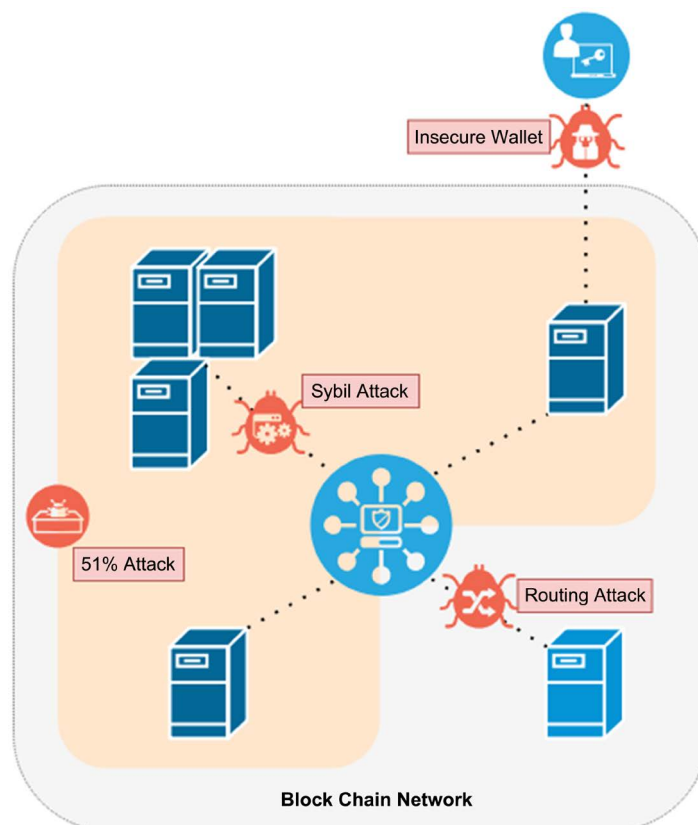 Insecure Wallet
Sybil Attack
51% Attack
Routing Attack
Block Chain Network